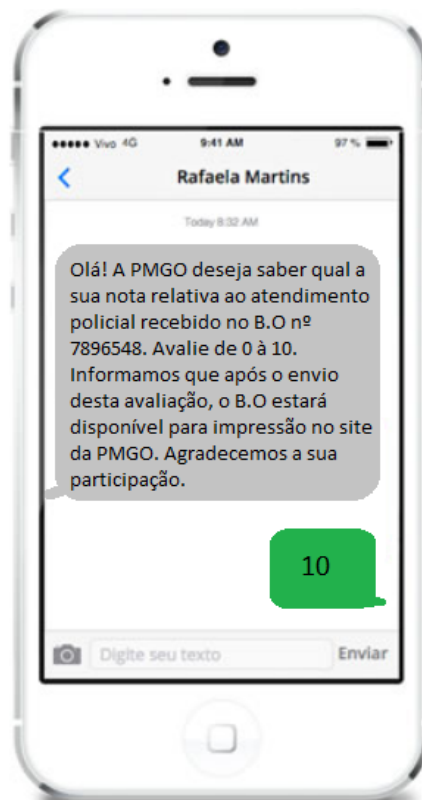 Vivo 4G 9:41 AM 97 %
Rafaela Martins
Today 8:32 AM
Olá! A PMGO deseja saber qual a
sua nota relativa ao atendimento
policial recebido no B.O nº
7896548. Avalie de 0 à 10.
Informamos que após o envio
desta avaliação, o B.O estará
disponível para impressão no site
da PMGO. Agradecemos a sua
participação.
10
Digite seu texto Enviar